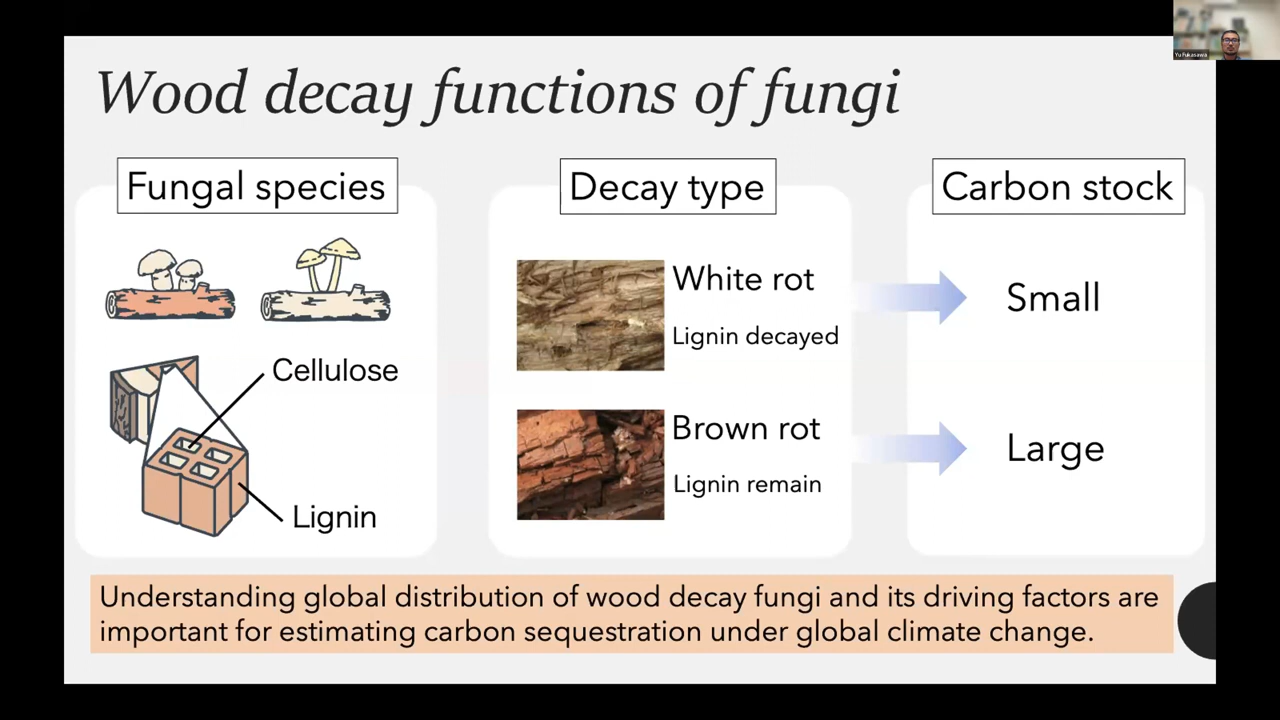 Wood decay functions of fungi
Fungal species
Cellulose
Lignin
Decay type
White rot
Lignin decayed
Brown rot
Lignin remain
Carbon stock
Small
Large
Understanding global distribution of wood decay fungi and its driving factors are
important for estimating carbon sequestration under global climate change.
Yu Fukasawa